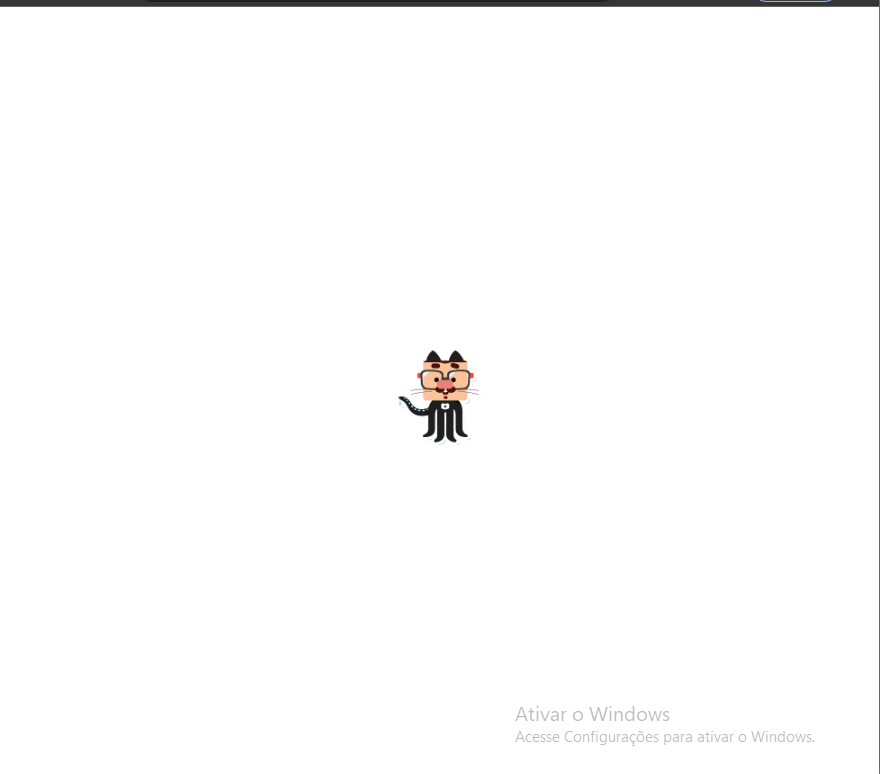 Ativar o Windows
Acesse Configurações para ativar o Windows.